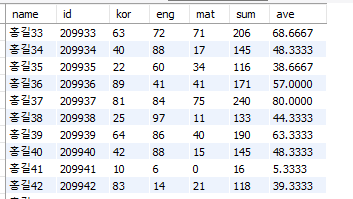 name id kor eng mat sum ave
홍길33 209933 63 72 71 206 68.6667
홍길34 209934 40 88 17 145 48.3333
홍길35 209935 22 60 34 116 38.6667
홍길36 209936 89 41 41 171 57.0000
홍길37 209937 81 84 75 240 80.0000
홍길38 209938 25 97 11 133 44.3333
홍길39 209939 64 86 40 190 63.3333
홍길40 209940 42 88 15 145 48.3333
홍길41 209941 10 6 0 16 5.3333
홍길42 209942 83 14 21 118 39.3333